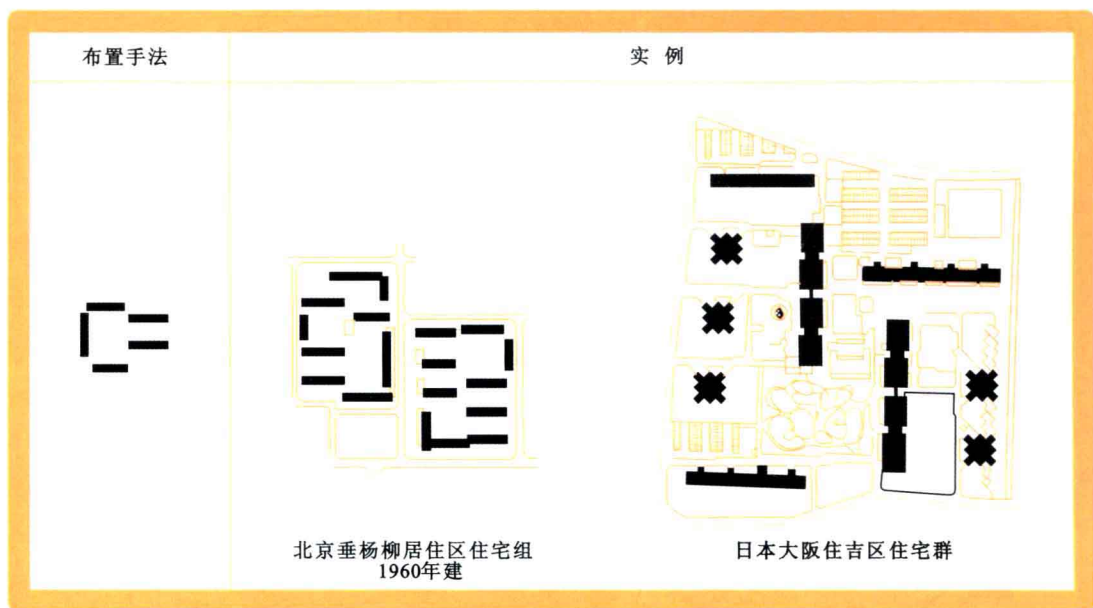 布置手法
实 例
北京垂杨柳居住区住宅组
1960年建
日本大阪住吉区住宅群